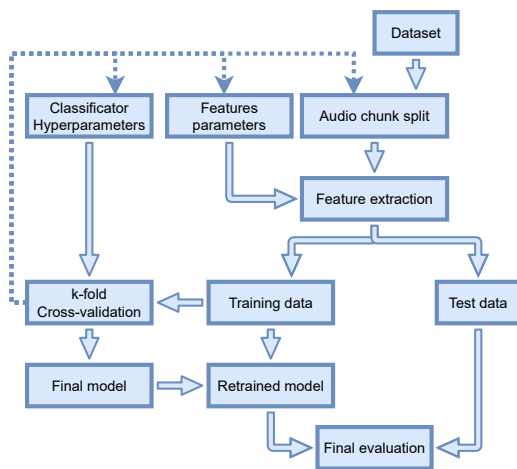 Dataset
Classificator
Hyperparameters
Features
parameters
Audio chunk split
Feature extraction
k-fold
Cross-validation
Training data
Test data
Final model
Retrained model
Final evaluation